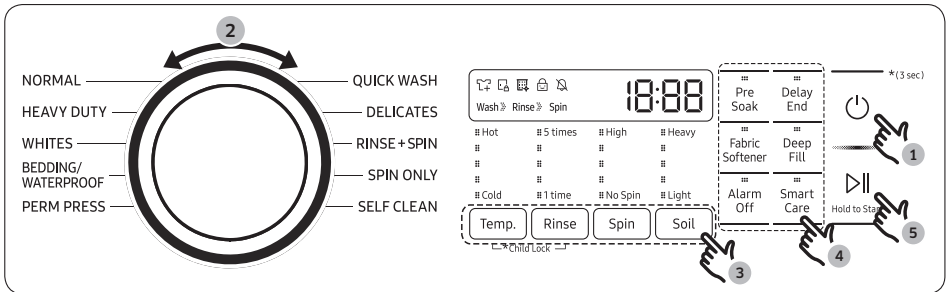 2
NORMAL
HEAVY DUTY
WHITES
BEDDING/
WATERPROOF
PERM PRESS
QUICK WASH
DELICATES
RINSE+SPIN
SPIN ONLY
SELF CLEAN
Wash》 Rinse》 Spin
18:88
Hot 5 times High Heavy
Cold 1 time No Spin Light
Temp. Rinse Spin Soil
*Child Lock
3
Pre
Soak
Delay
End
Fabric
Softener
Deep
Fill
Alarm
Off
Smart
Care
4
*(3 sec)
1
Hold to Start
5